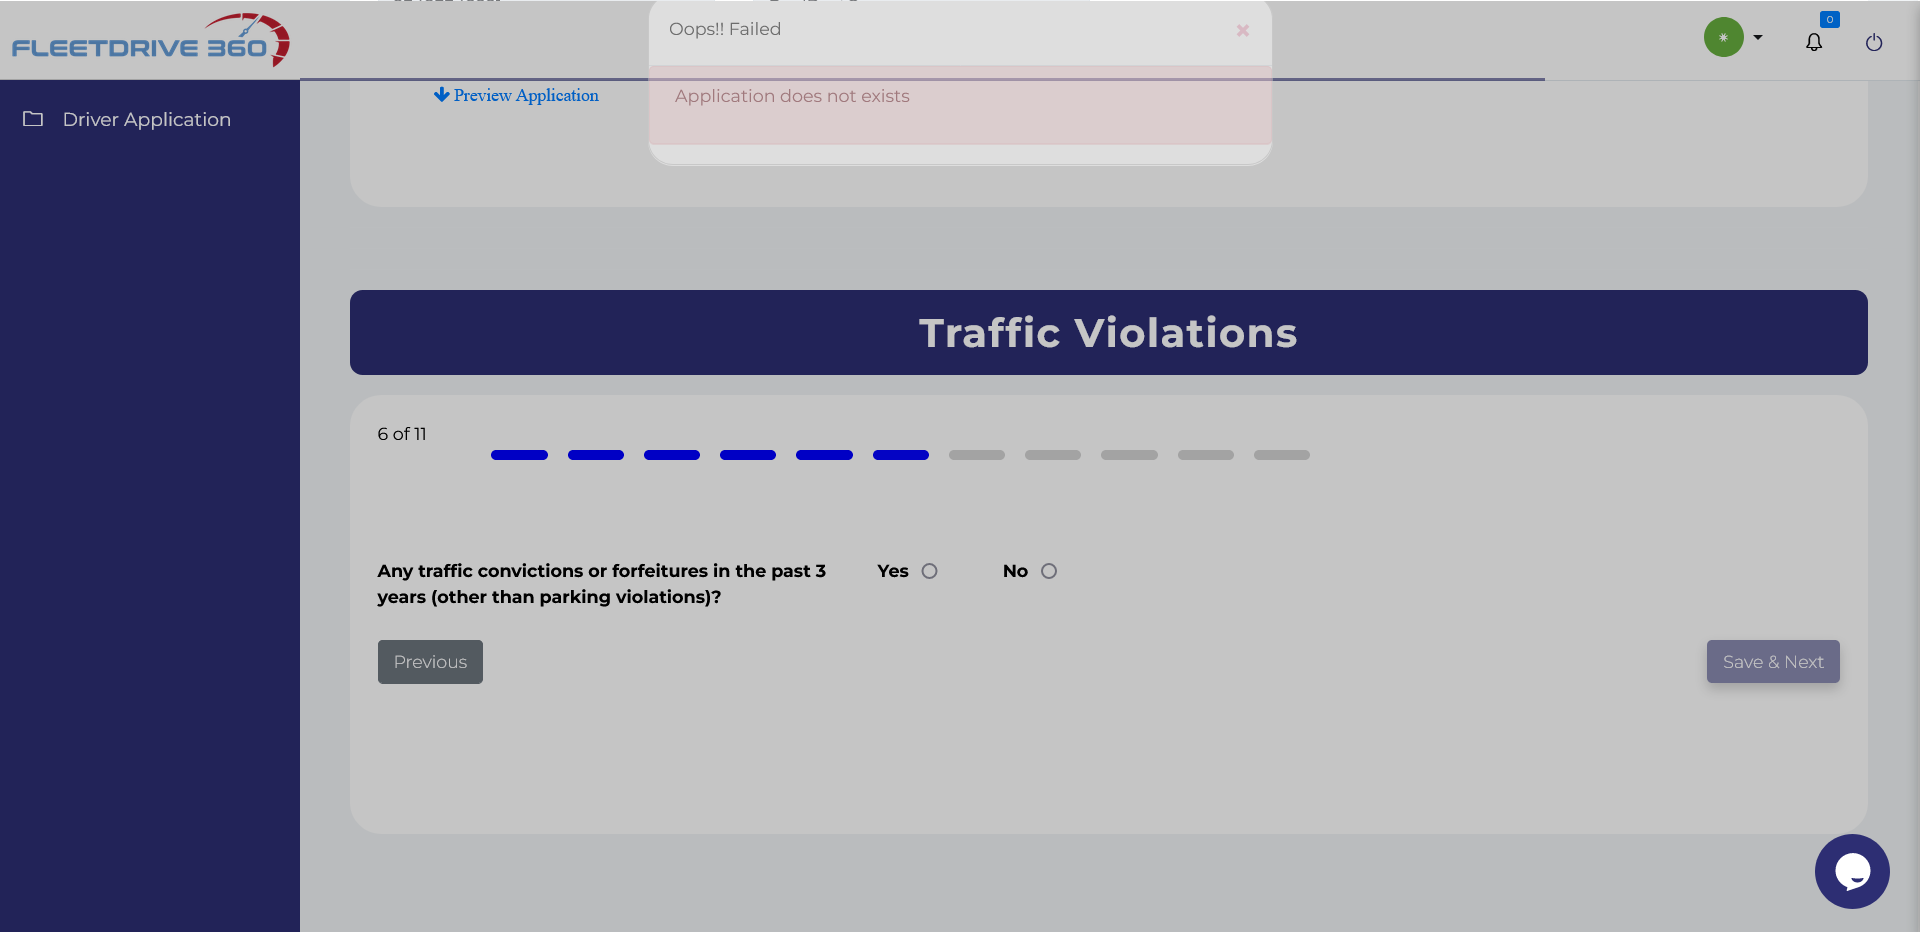 Oops!! Failed
FLEETDRIVE 360
0
Preview Application
Application does not exists
Driver Application
Traffic Violations
6 of 11
Any traffic convictions or forfeitures in the past 3
years (other than parking violations)?
Yes
No
Previous
Save & Next